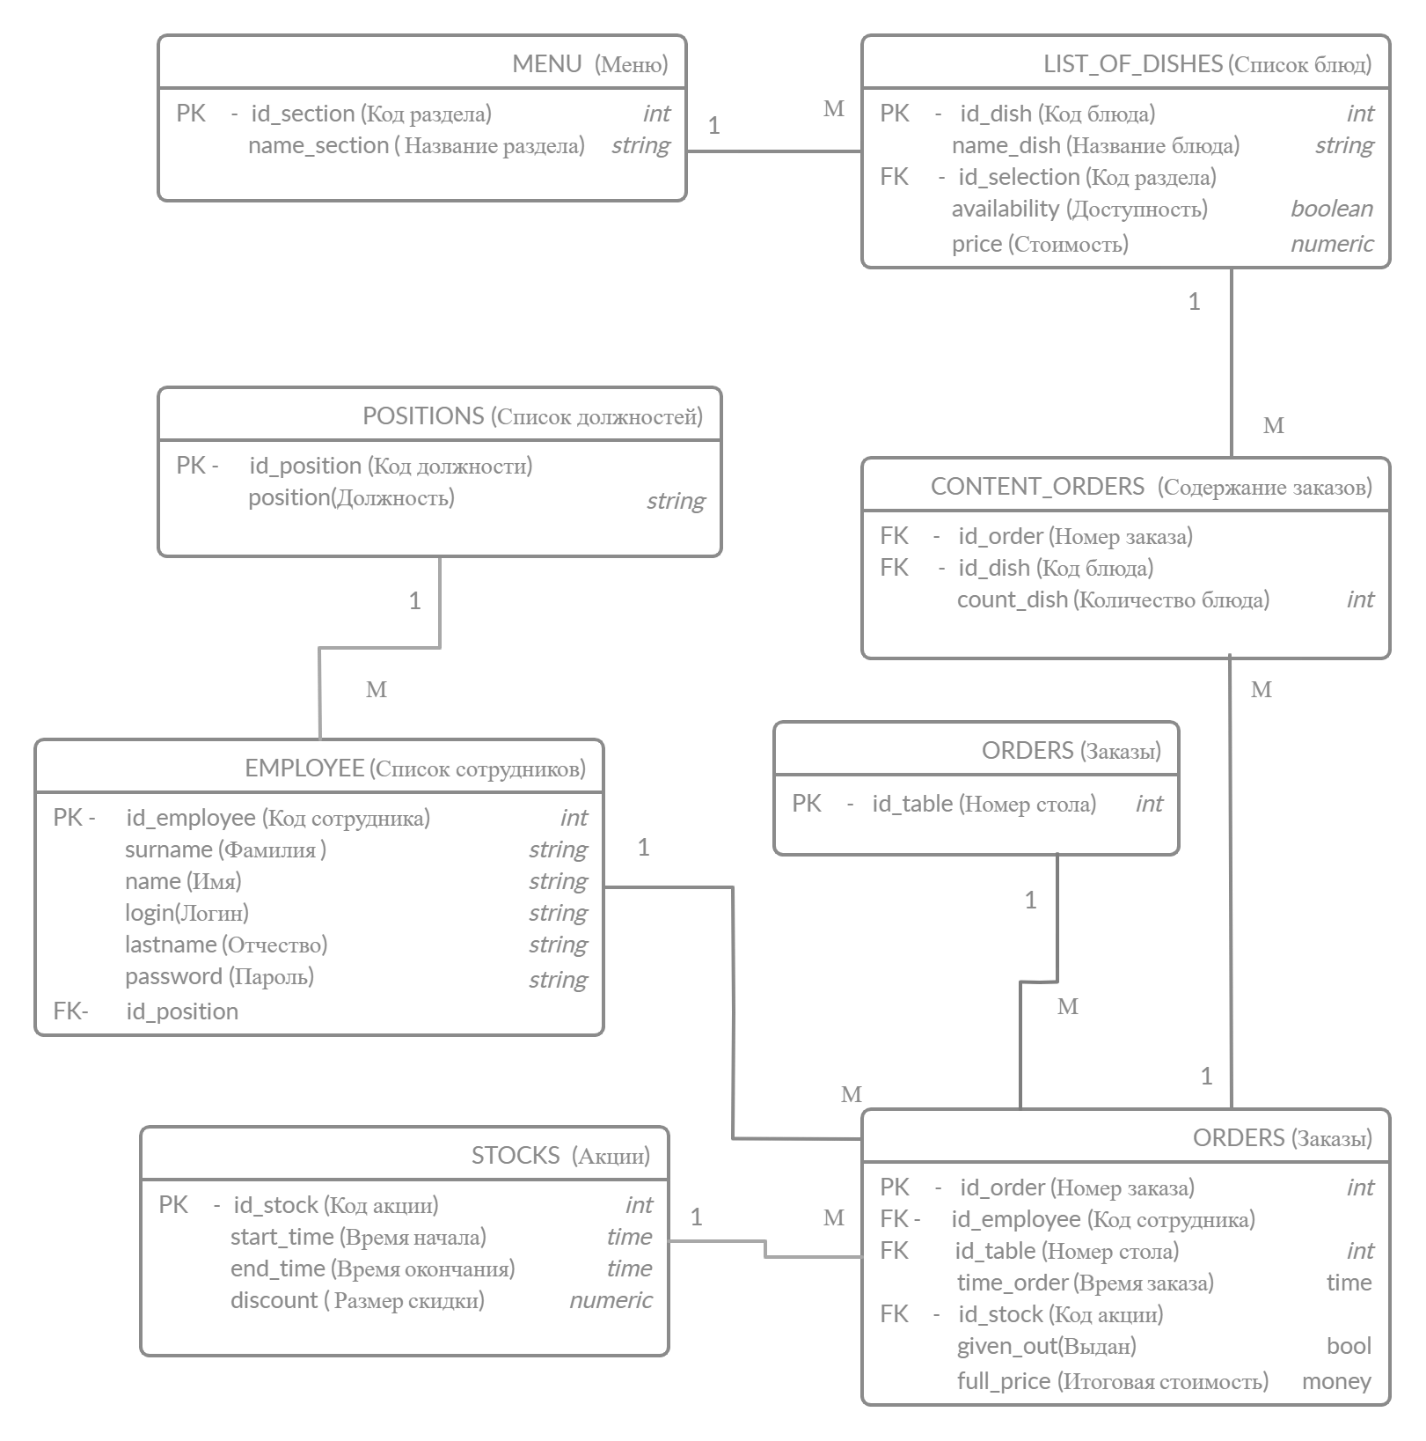 MENU (Меню)
PK - id_section (Код раздела) int
name_section ( Название раздела) string
1
M
LIST_OF_DISHES (Список блюд)
PK - id_dish (Код блюда) int
name_dish (Название блюда) string
FK - id_selection (Код раздела)
availability (Доступность) boolean
price (Стоимость) numeric
1
M
POSITIONS (Список должностей)
PK - id_position (Код должности)
position(Должность) string
1
M
CONTENT_ORDERS (Содержание заказов)
FK - id_order (Номер заказа)
FK - id_dish (Код блюда)
count_dish (Количество блюда) int
M
ORDERS (Заказы)
PK - id_table (Номер стола) int
1
M
EMPLOYEE (Список сотрудников)
PK - id_employee (Код сотрудника) int
surname (Фамилия ) string
name (Имя) string
login(Логин) string
lastname (Отчество) string
password (Пароль) string
FK- id_position
1
M
1
STOCKS (Акции)
PK - id_stock (Код акции) int
start_time (Время начала) time
end_time (Время окончания) time
discount ( Размер скидки) numeric
1
M
ORDERS (Заказы)
PK - id_order (Номер заказа) int
FK - id_employee (Код сотрудника)
FK id_table (Номер стола) int
time_order (Время заказа) time
FK - id_stock (Код акции)
given_out(Выдан) bool
full_price (Итоговая стоимость) money